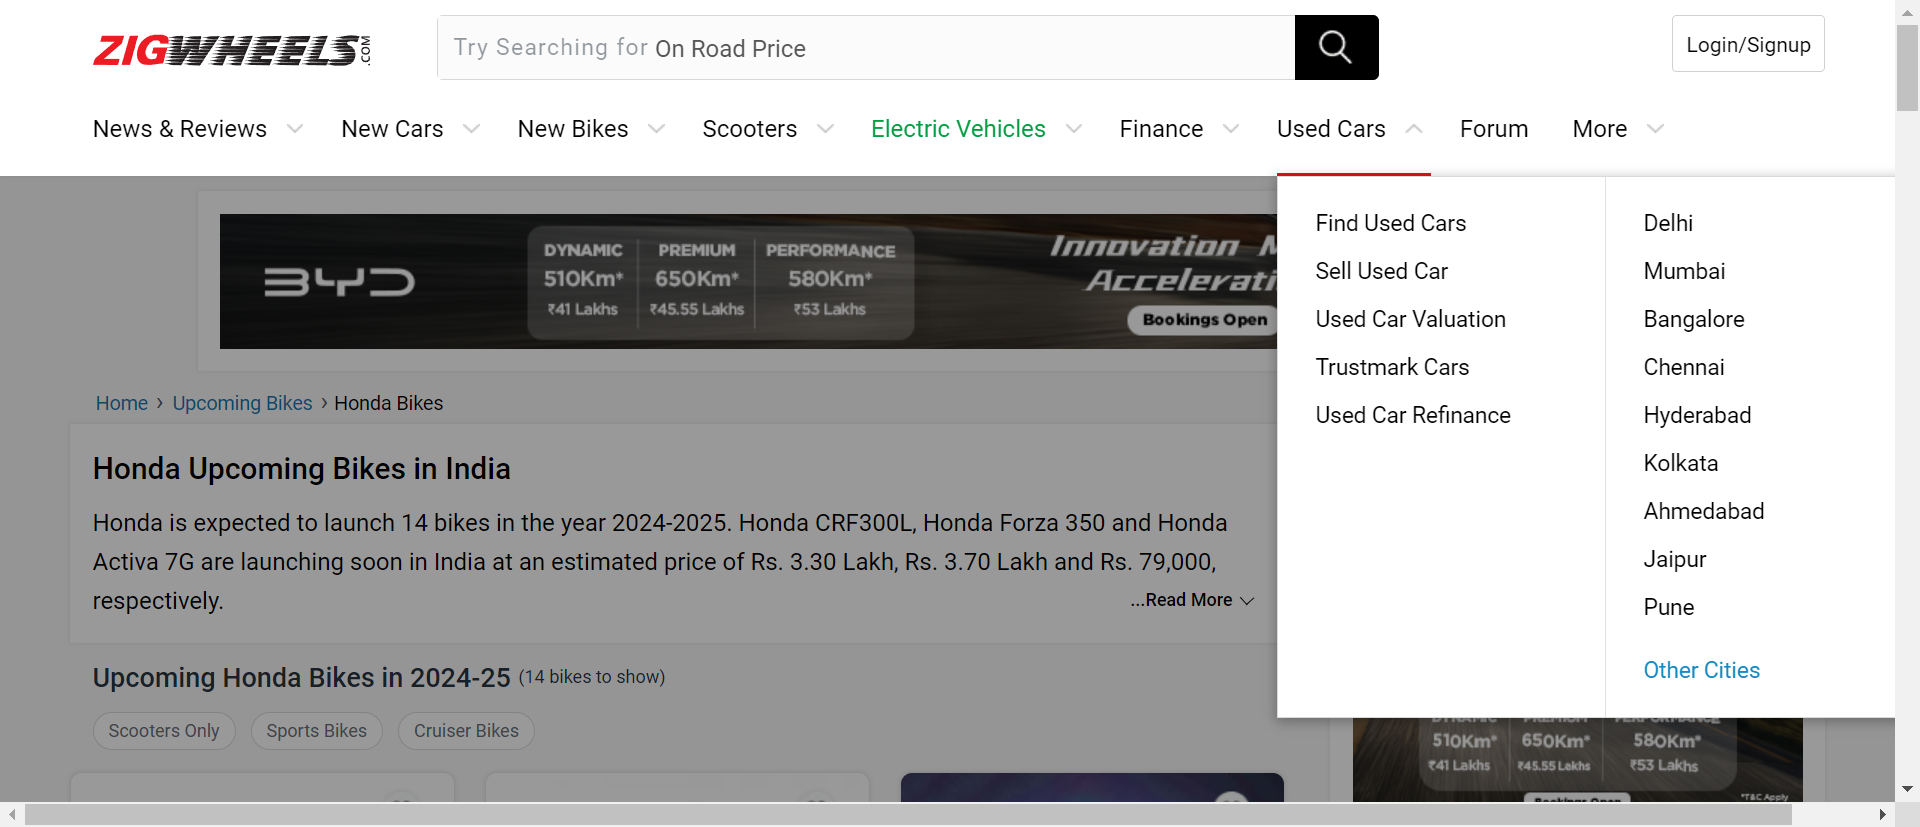 ZIGWHEELS.COM
Try Searching for On Road Price
Login/Signup
News & Reviews
New Cars
New Bikes
Scooters
Electric Vehicles
Finance
Used Cars
Forum
More
BYD
DYNAMIC
510Km*
₹41 Lakhs
PREMIUM
650Km*
₹45.55 Lakhs
PERFORMANCE
580Km*
₹53 Lakhs
Innovation
Bookings Open
Find Used Cars
Sell Used Car
Used Car Valuation
Trustmark Cars
Used Car Refinance
Delhi
Mumbai
Bangalore
Chennai
Hyderabad
Kolkata
Ahmedabad
Jaipur
Pune
Other Cities
Home › Upcoming Bikes › Honda Bikes
Honda Upcoming Bikes in India
Honda is expected to launch 14 bikes in the year 2024-2025. Honda CRF300L, Honda Forza 350 and Honda
Activa 7G are launching soon in India at an estimated price of Rs. 3.30 Lakh, Rs. 3.70 Lakh and Rs. 79,000,
respectively.
...Read More
Upcoming Honda Bikes in 2024-25 (14 bikes to show)
Scooters Only
Sports Bikes
Cruiser Bikes
DYNAMIC PREMIUM PERFORMANCE
510Km* 650Km* 580Km*
₹41 Lakhs ₹45.55 Lakhs ₹53 Lakhs
Bookings Open
*T&C Apply